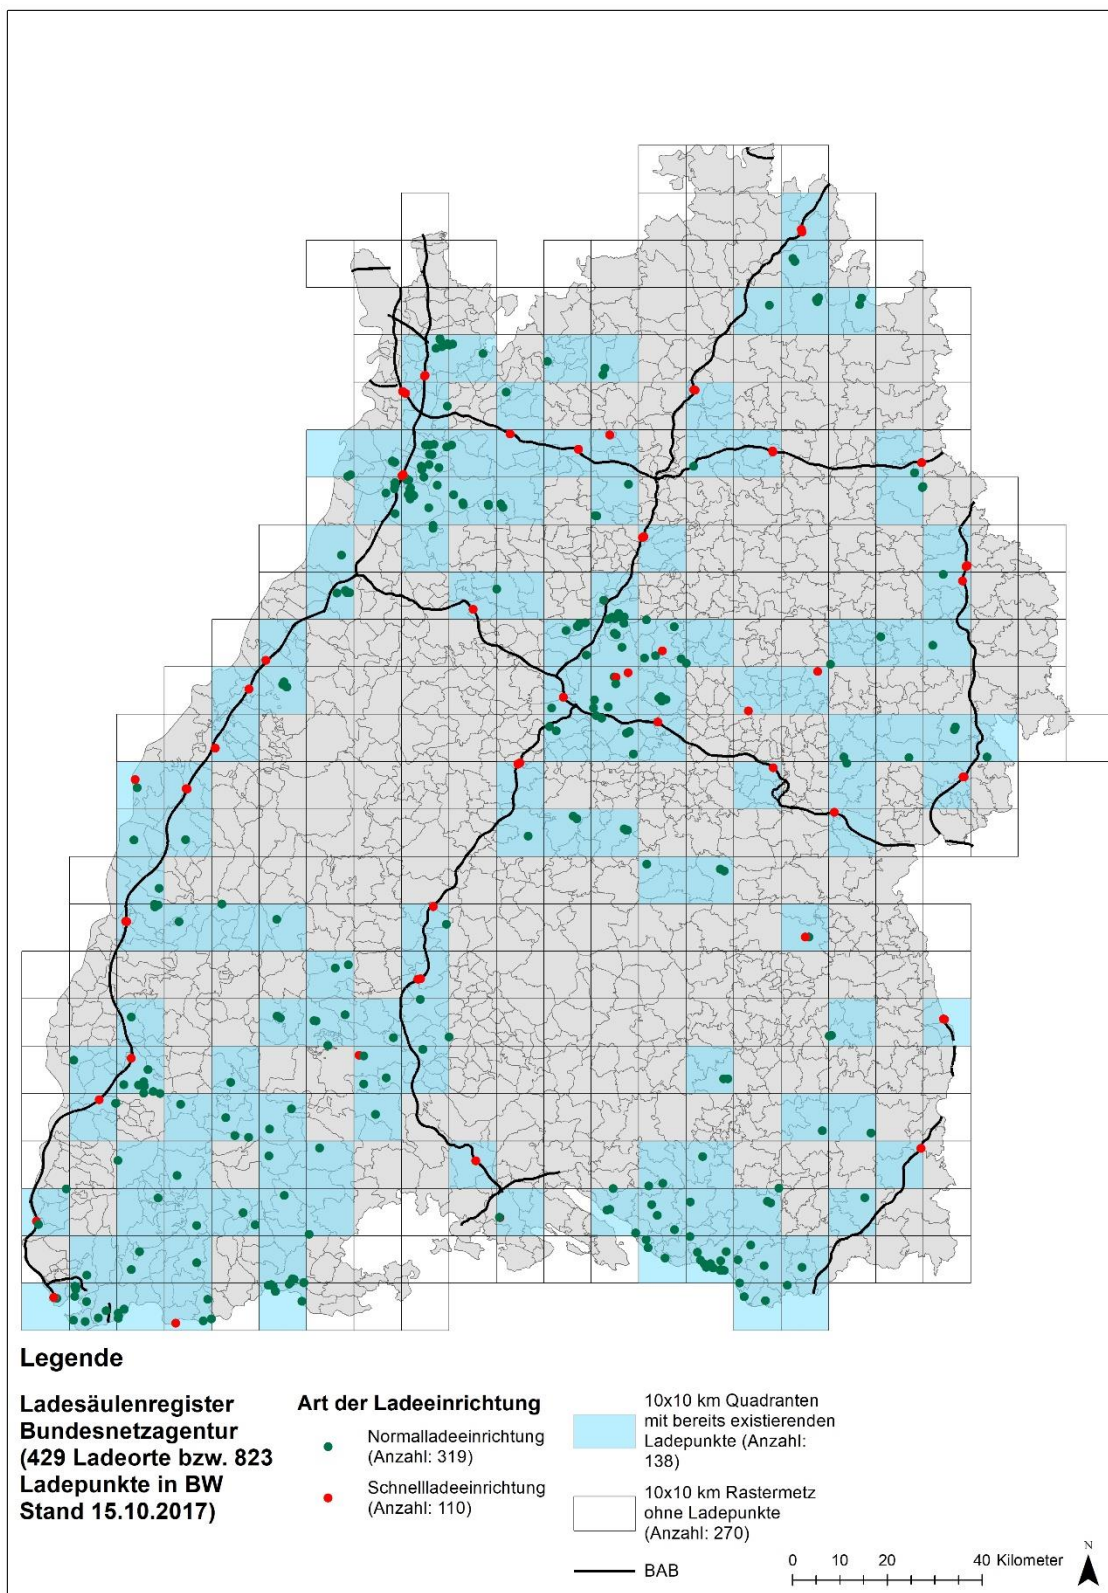 Legende
Ladesäulenregister
Bundesnetzagentur
(429 Ladeorte bzw. 823
Ladepunkte in BW
Stand 15.10.2017)
Art der Ladeeinrichtung
Normalladeeinrichtung
(Anzahl: 319)
Schnellladeeinrichtung
(Anzahl: 110)
10x10 km Quadranten
mit bereits existierenden
Ladepunkte (Anzahl:
138)
10x10 km Rastermetz
ohne Ladepunkte
(Anzahl: 270)
BAB
0 10 20 40 Kilometer
N